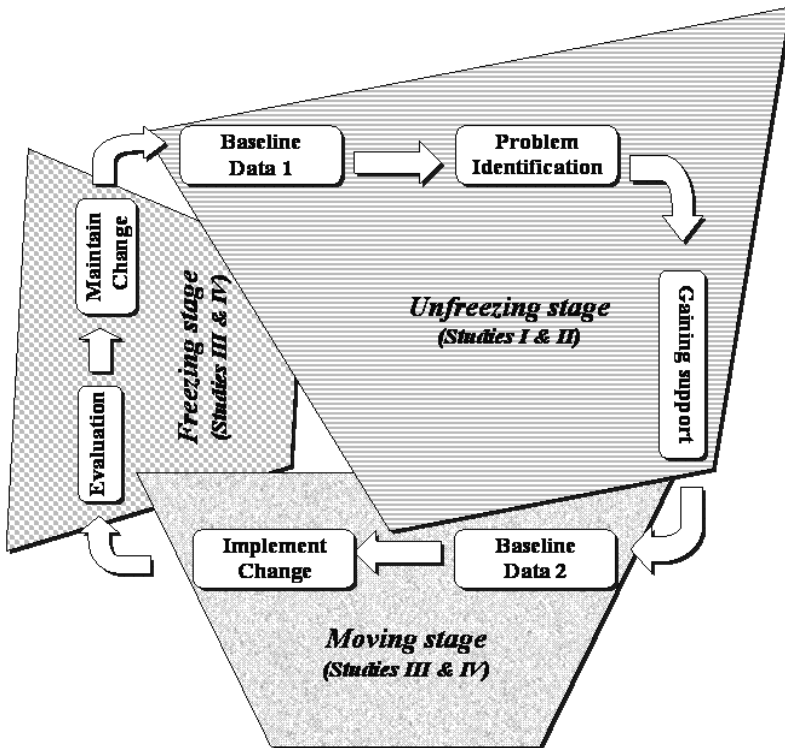 Baseline
Data 1
Problem
Identification
Gaining support
Unfreezing stage
(Studies I & II)
Baseline
Data 2
Implement
Change
Moving stage
(Studies III & IV)
Evaluation
Maintain
Change
Freezing stage
(Studies III & IV)